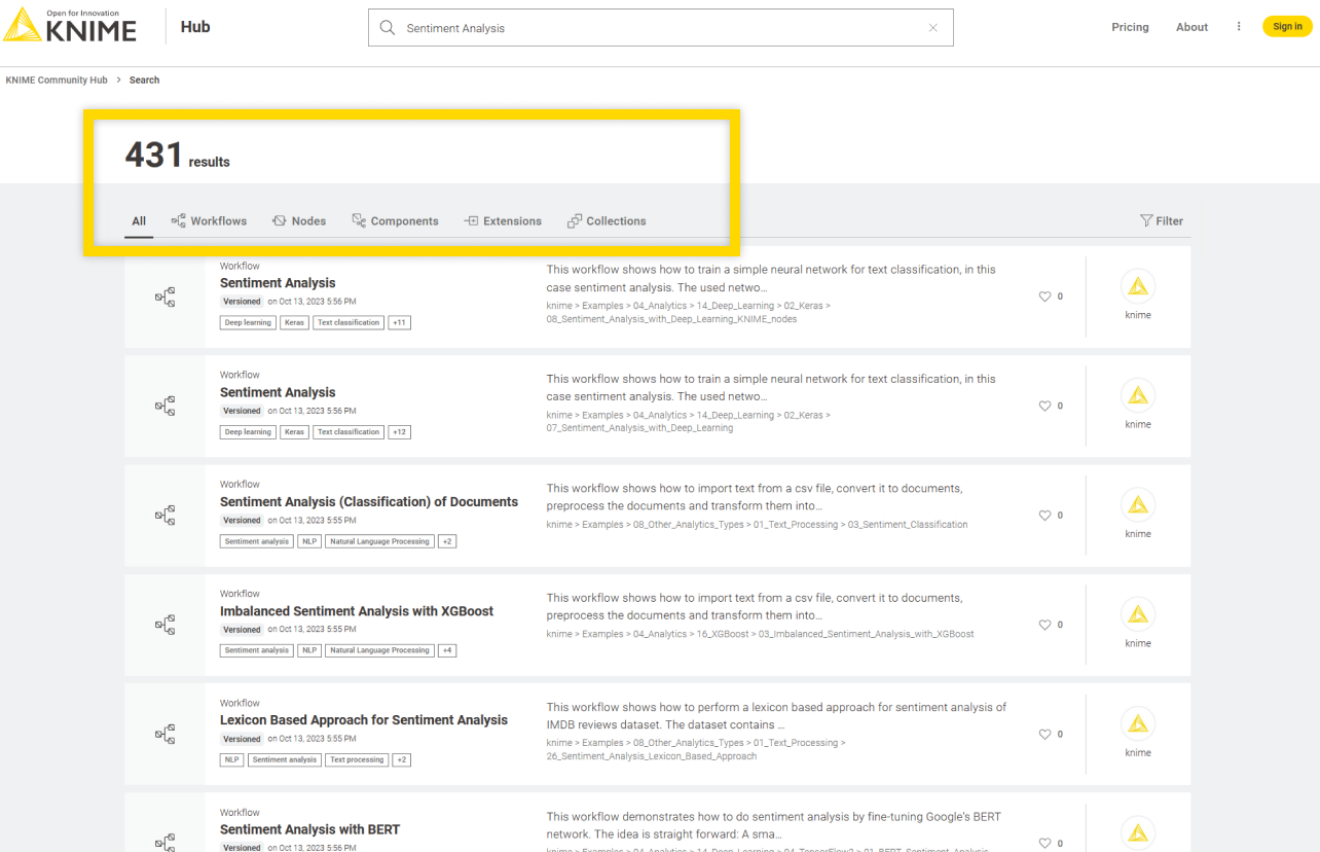 Open for Innovation
KNIME
Hub
Sentiment Analysis
Pricing
About
Sign in
KNIME Community Hub > Search
431 results
All
Workflows
Nodes
Components
Extensions
Collections
Filter
Workflow
Sentiment Analysis
Versioned on Oct 13, 2023 5:56 PM
Deep learning Keras Text classification +11
This workflow shows how to train a simple neural network for text classification, in this
case sentiment analysis. The used netwo...
knime > Examples > 04_Analytics > 14_Deep_Learning > 02_Keras >
08_Sentiment_Analysis_with_Deep_Learning_KNIME_nodes
0
knime
Workflow
Sentiment Analysis
Versioned on Oct 13, 2023 5:56 PM
Deep learning Keras Text classification +12
This workflow shows how to train a simple neural network for text classification, in this
case sentiment analysis. The used netwo...
knime > Examples > 04_Analytics > 14_Deep_Learning > 02_Keras >
07_Sentiment_Analysis_with_Deep_Learning
0
knime
Workflow
Sentiment Analysis (Classification) of Documents
Versioned on Oct 13, 2023 5:55 PM
Sentiment analysis NLP Natural Language Processing +2
This workflow shows how to import text from a csv file, convert it to documents,
preprocess the documents and transform them into...
knime > Examples > 08_Other_Analytics_Types > 01_Text_Processing > 03_Sentiment_Classification
0
knime
Workflow
Imbalanced Sentiment Analysis with XGBoost
Versioned on Oct 13, 2023 5:55 PM
Sentiment analysis NLP Natural Language Processing +4
This workflow shows how to import text from a csv file, convert it to documents,
preprocess the documents and transform them into...
knime > Examples > 04_Analytics > 16_XGBoost > 03_Imbalanced_Sentiment_Analysis_with_XGBoost
0
knime
Workflow
Lexicon Based Approach for Sentiment Analysis
Versioned on Oct 13, 2023 5:55 PM
NLP Sentiment analysis Text processing +2
This workflow shows how to perform a lexicon based approach for sentiment analysis of
IMDB reviews dataset. The dataset contains ...
knime > Examples > 08_Other_Analytics_Types > 01_Text_Processing >
26_Sentiment_Analysis_Lexicon_Based_Approach
0
knime
Workflow
Sentiment Analysis with BERT
Versioned on Oct 13, 2023 5:56 PM
This workflow demonstrates how to do sentiment analysis by fine-tuning Google's BERT
network. The idea is straight forward: A sma...
knime > Examples > 04_Analytics > 14_Deep_Learning > 04_TensorFlow2 > 01_BERT_Sentiment_Analysis
0